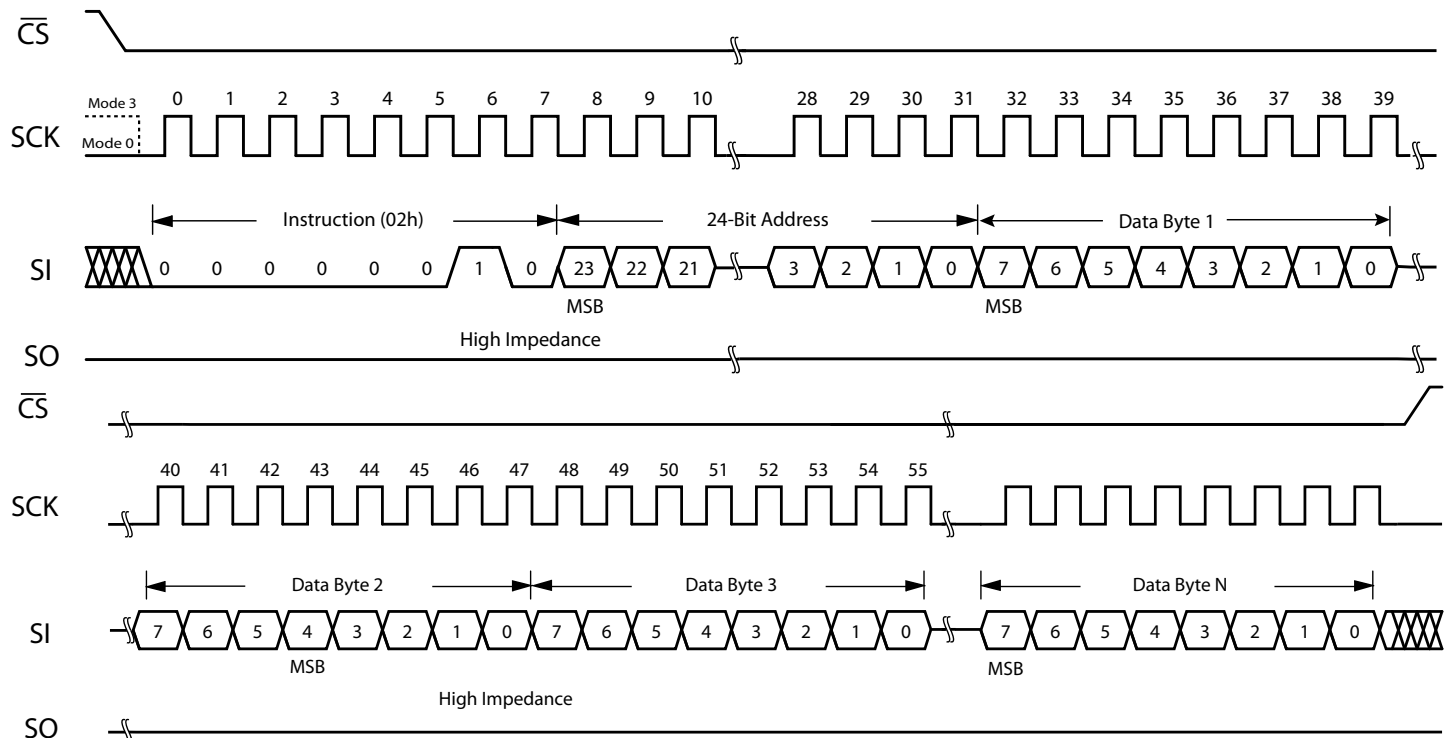 CS
Mode 3
0 1 2 3 4 5 6 7 8 9 10 28 29 30 31 32 33 34 35 36 37 38 39
SCK
Mode 0
Instruction (02h) 24-Bit Address Data Byte 1
SI 0 0 0 0 0 0 1 0 23 22 21 3 2 1 0 7 6 5 4 3 2 1 0
MSB MSB
High Impedance
SO
CS
40 41 42 43 44 45 46 47 48 49 50 51 52 53 54 55
SCK
Data Byte 2 Data Byte 3 Data Byte N
SI 7 6 5 4 3 2 1 0 7 6 5 4 3 2 1 0 7 6 5 4 3 2 1 0
MSB MSB
High Impedance
SO